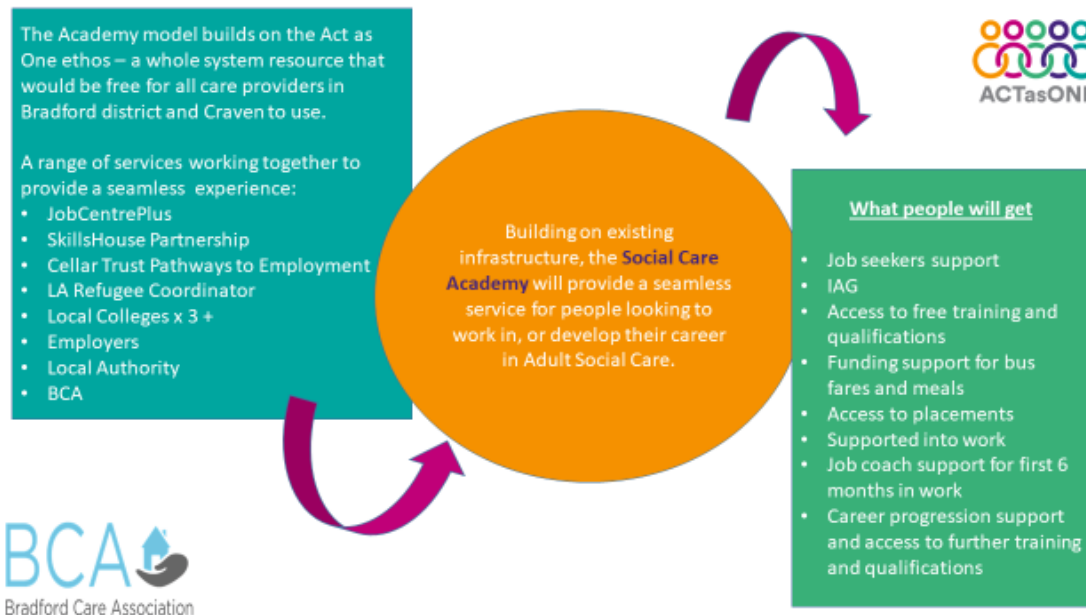 The Academy model builds on the Act as
One ethos – a whole system resource that
would be free for all care providers in
Bradford district and Craven to use.
A range of services working together to
provide a seamless experience:
• JobCentrePlus
• SkillsHouse Partnership
• Cellar Trust Pathways to Employment
• LA Refugee Coordinator
• Local Colleges x 3 +
• Employers
• Local Authority
• BCA
Building on existing
infrastructure, the Social Care
Academy will provide a seamless
service for people looking to
work in, or develop their career
in Adult Social Care.
ACTasONE
What people will get
• Job seekers support
• IAG
• Access to free training and
qualifications
• Funding support for bus
fares and meals
• Access to placements
• Supported into work
• Job coach support for first 6
months in work
• Career progression support
and access to further training
and qualifications
BCA
Bradford Care Association